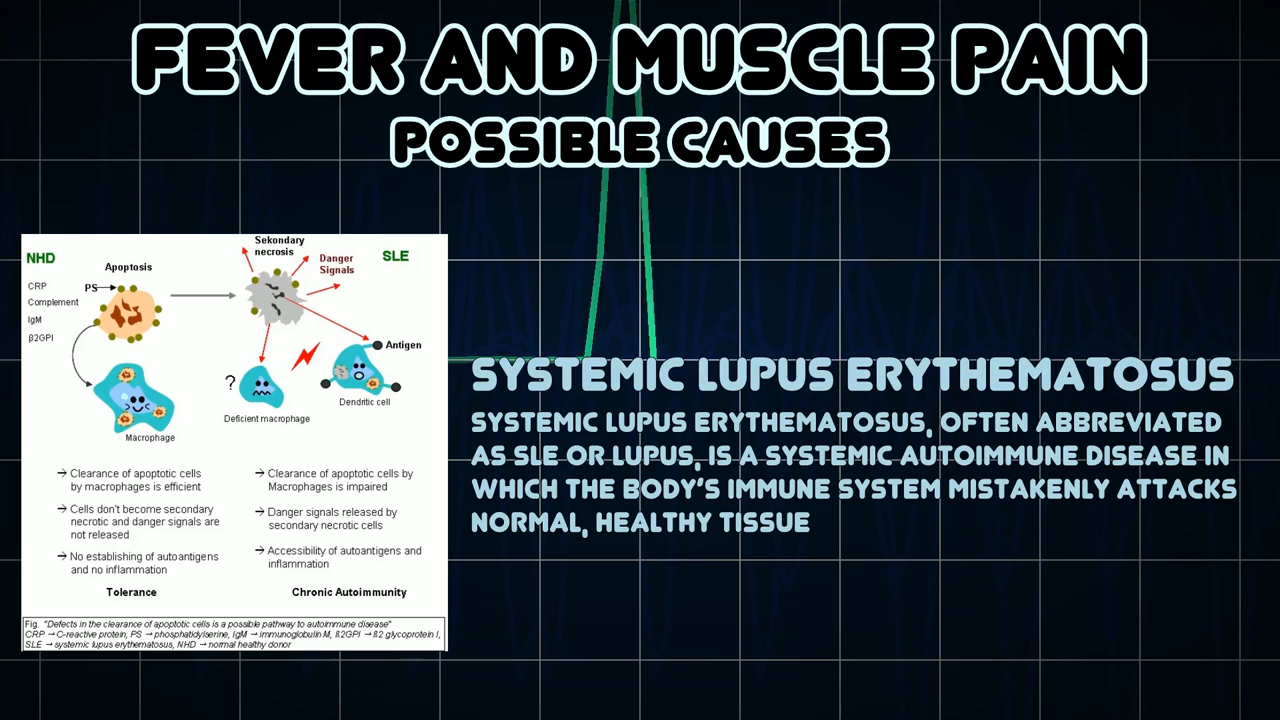 FEVER AND MUSCLE PAIN
POSSIBLE CAUSES
NHD
Sekondary
necrosis
SLE
Apoptosis
Danger
Signals
CRP
PS
Complement
IgM
β2GPI
Antigen
?
Dendritic cell
Deficient macrophage
Macrophage
→ Clearance of apoptotic cells
by macrophages is efficient
→ Cells don't become secondary
necrotic and danger signals are
not released
→ No establishing of autoantigens
and no inflammation
Tolerance
→ Clearance of apoptotic cells by
Macrophages is impaired
→ Danger signals released by
secondary necrotic cells
→ Accessibility of autoantigens and
inflammation
Chronic Autoimmunity
Fig. "Defects in the clearance of apoptotic cells is a possible pathway to autoimmune disease"
CRP → C-reactive protein, PS → phosphatidylserine, IgM → immunoglobulin M, ß2GPI → ß2 glycoprotein I,
SLE → systemic lupus erythematosus, NHD → normal healthy donor
SYSTEMIC LUPUS ERYTHEMATOSUS
SYSTEMIC LUPUS ERYTHEMATOSUS, OFTEN ABBREVIATED
AS SLE OR LUPUS, IS A SYSTEMIC AUTOIMMUNE DISEASE IN
WHICH THE BODY'S IMMUNE SYSTEM MISTAKENLY ATTACKS
NORMAL, HEALTHY TISSUE